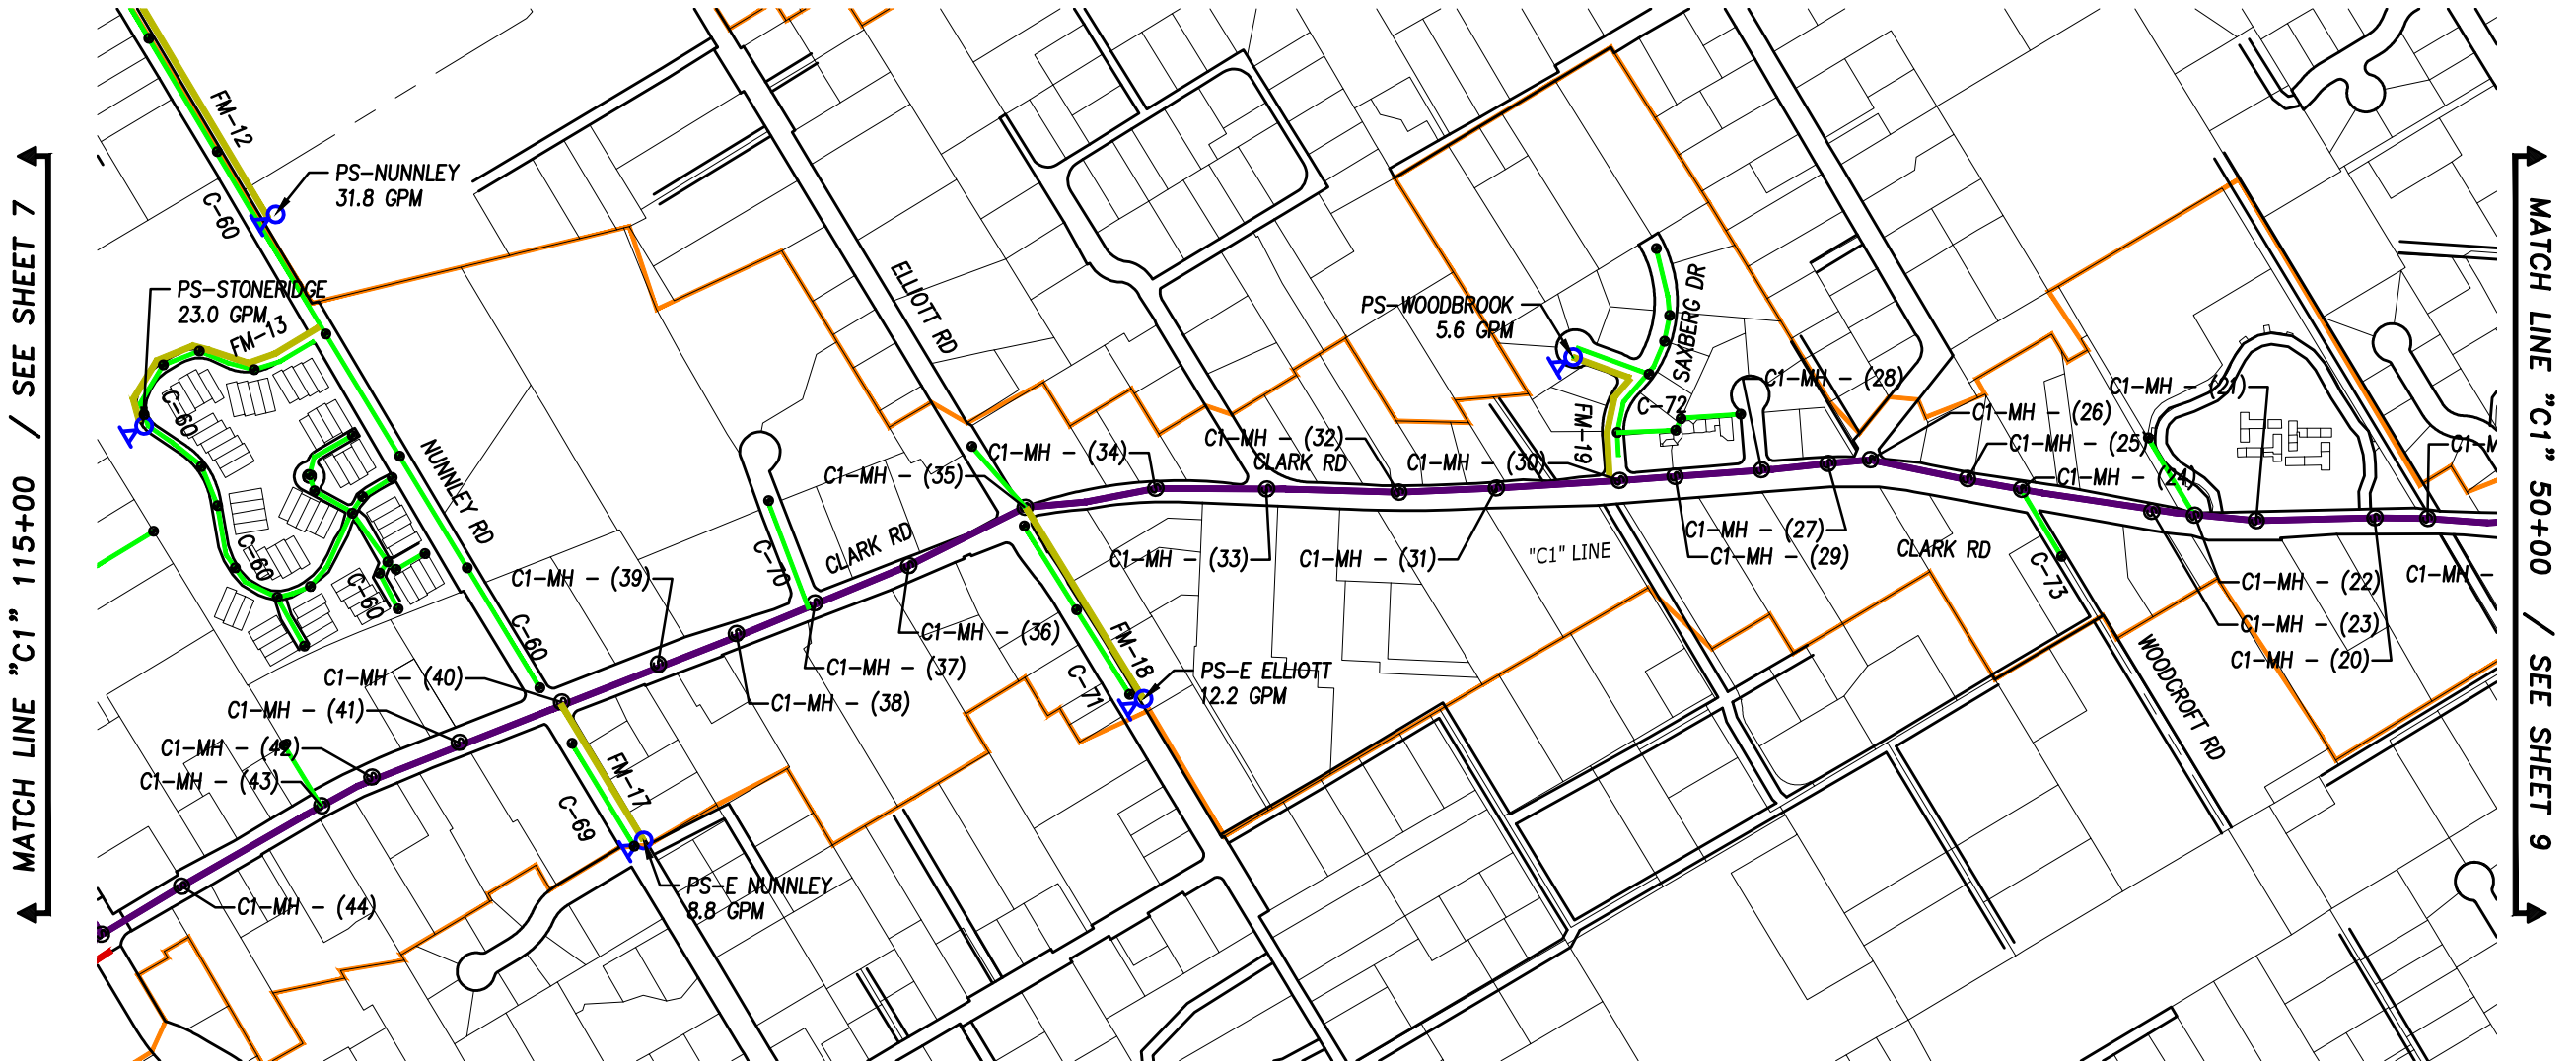 MATCH LINE "C1" 115+00 / SEE SHEET 7
FM-12
C-60
PS-NUNNLEY
31.8 GPM
PS-STONERIDGE
23.0 GPM
FM-13
C-60
C-60
C-60
NUNNLEY RD
C-60
C1-MH - (40)
C1-MH - (41)
C1-MH - (42)
C1-MH - (43)
C1-MH - (44)
FM-17
C-69
PS-E NUNNLEY
8.8 GPM
C1-MH - (39)
C-70
CLARK RD
C1-MH - (38)
C1-MH - (37)
C1-MH - (36)
C1-MH - (35)
ELLIOTT RD
C1-MH - (34)
FM-18
C-71
PS-E ELLIOTT
12.2 GPM
C1-MH - (33)
C1-MH - (32)
CLARK RD
C1-MH - (31)
C1-MH - (30)
PS-WOODBROOK
5.6 GPM
FM-19
C-72
SAXBERG DR
"C1" LINE
C1-MH - (28)
C1-MH - (27)
C1-MH - (29)
C1-MH - (26)
C1-MH - (25)
C1-MH - (24)
CLARK RD
C-73
WOODCROFT RD
C1-MH - (21)
C1-MH - (22)
C1-MH - (23)
C1-MH - (20)
C1-MH -
MATCH LINE "C1" 50+00 / SEE SHEET 9